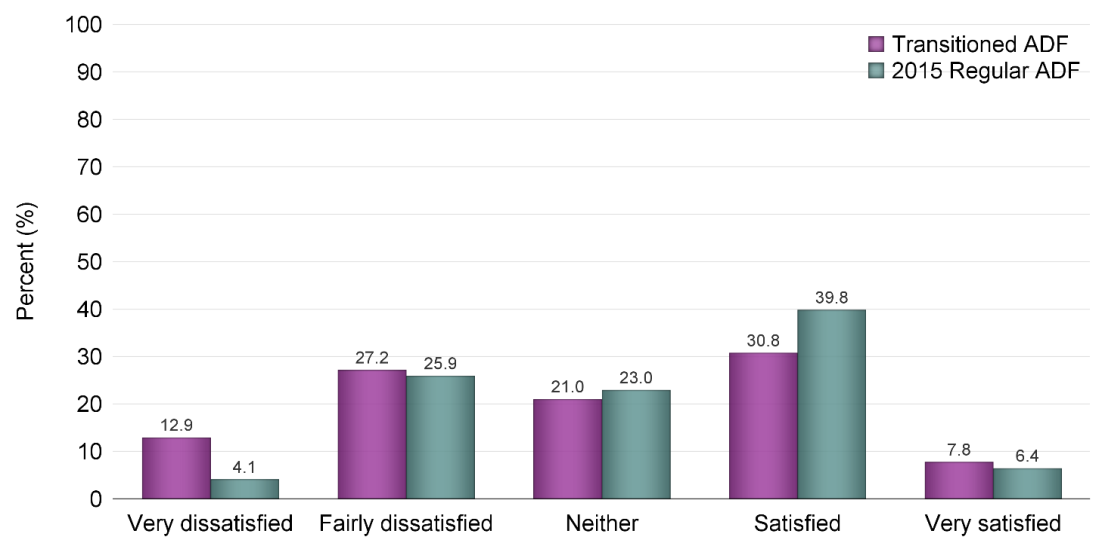 100
90
80
70
60
50
40
30
20
10
0
Percent (%)
Transitioned ADF
2015 Regular ADF
12.9
4.1
27.2
25.9
21.0
23.0
30.8
39.8
7.8
6.4
Very dissatisfied
Fairly dissatisfied
Neither
Satisfied
Very satisfied